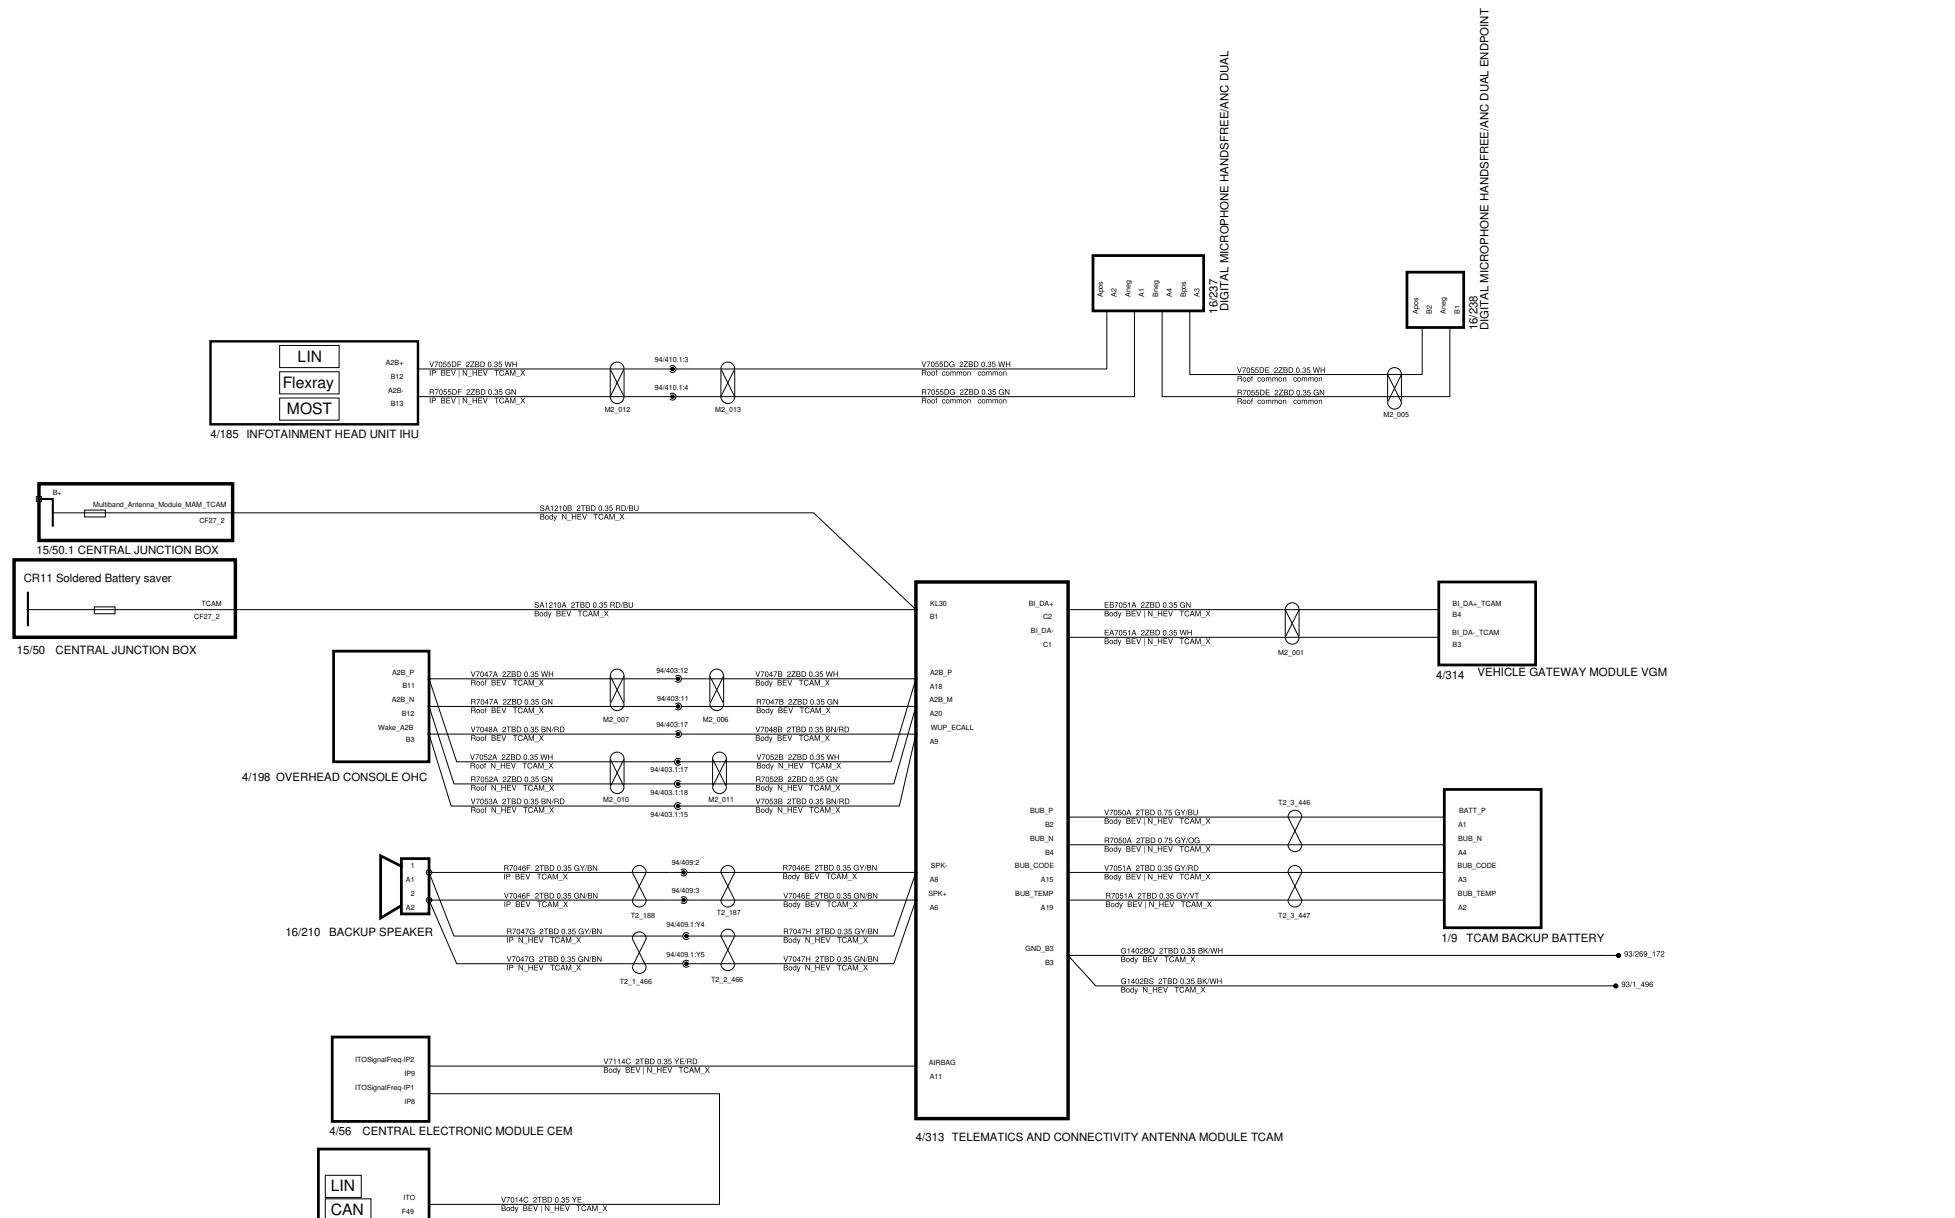 DIGITAL MICROPHONE HANDSFREE/ANC DUAL
16/237
DIGITAL MICROPHONE HANDSFREE/ANC DUAL ENDPOINT
16/238
Apos
A2
Aneg
A1
Bneg
A4
Bpos
A3
Apos
B2
Aneg
B1
LIN
Flexray
MOST
A2B+
B12
A2B-
B13
4/185 INFOTAINMENT HEAD UNIT IHU
V7055DF 2ZBD 0.35 WH
IP BEV | N_HEV TCAM_X
R7055DF 2ZBD 0.35 GN
IP BEV | N_HEV TCAM_X
M2_012
94/410.1:3
94/410.1:4
M2_013
V7055DG 2ZBD 0.35 WH
Roof common common
R7055DG 2ZBD 0.35 GN
Roof common common
V7055DE 2ZBD 0.35 WH
Roof common common
R7055DE 2ZBD 0.35 GN
Roof common common
M2_005
B+
Multiband_Antenna_Module_MAM_TCAM
CF27_2
15/50.1 CENTRAL JUNCTION BOX
SA1210B 2TBD 0.35 RD/BU
Body N_HEV TCAM_X
CR11 Soldered Battery saver
TCAM
CF27_2
15/50 CENTRAL JUNCTION BOX
SA1210A 2TBD 0.35 RD/BU
Body BEV TCAM_X
A2B_P
B11
A2B_N
B12
Wake_A2B
B3
4/198 OVERHEAD CONSOLE OHC
V7047A 2ZBD 0.35 WH
Roof BEV TCAM_X
R7047A 2ZBD 0.35 GN
Roof BEV TCAM_X
V7048A 2TBD 0.35 BN/RD
Roof BEV TCAM_X
V7052A 2ZBD 0.35 WH
Roof N_HEV TCAM_X
R7052A 2ZBD 0.35 GN
Roof N_HEV TCAM_X
V7053A 2TBD 0.35 BN/RD
Roof N_HEV TCAM_X
M2_007
M2_010
94/403:12
94/403:11
94/403:17
94/403.1:17
94/403.1:18
94/403.1:15
M2_006
M2_011
V7047B 2ZBD 0.35 WH
Body BEV TCAM_X
R7047B 2ZBD 0.35 GN
Body BEV TCAM_X
V7048B 2TBD 0.35 BN/RD
Body BEV TCAM_X
V7052B 2ZBD 0.35 WH
Body N_HEV TCAM_X
R7052B 2ZBD 0.35 GN
Body N_HEV TCAM_X
V7053B 2TBD 0.35 BN/RD
Body N_HEV TCAM_X
1
A1
2
A2
16/210 BACKUP SPEAKER
R7046F 2TBD 0.35 GY/BN
IP BEV TCAM_X
V7046F 2TBD 0.35 GN/BN
IP BEV TCAM_X
R7047G 2TBD 0.35 GY/BN
IP N_HEV TCAM_X
V7047G 2TBD 0.35 GN/BN
IP N_HEV TCAM_X
T2_188
T2_1_466
94/409:2
94/409:3
94/409.1:Y4
94/409.1:Y5
T2_187
T2_2_466
R7046E 2TBD 0.35 GY/BN
Body BEV TCAM_X
V7046E 2TBD 0.35 GN/BN
Body BEV TCAM_X
R7047H 2TBD 0.35 GY/BN
Body N_HEV TCAM_X
V7047H 2TBD 0.35 GN/BN
Body N_HEV TCAM_X
KL30
B1
A2B_P
A18
A2B_M
A20
WUP_ECALL
A9
SPK-
A8
SPK+
A6
AIRBAG
A11
BI_DA+
C2
BI_DA-
C1
BUB_P
B2
BUB_N
B4
BUB_CODE
A15
BUB_TEMP
A19
GND_B3
B3
4/313 TELEMATICS AND CONNECTIVITY ANTENNA MODULE TCAM
EB7051A 2ZBD 0.35 GN
Body BEV | N_HEV TCAM_X
EA7051A 2ZBD 0.35 WH
Body BEV | N_HEV TCAM_X
M2_001
BI_DA+_TCAM
B4
BI_DA-_TCAM
B3
4/314 VEHICLE GATEWAY MODULE VGM
V7050A 2TBD 0.75 GY/BU
Body BEV | N_HEV TCAM_X
R7050A 2TBD 0.75 GY/OG
Body BEV | N_HEV TCAM_X
V7051A 2TBD 0.35 GY/RD
Body BEV | N_HEV TCAM_X
R7051A 2TBD 0.35 GY/VT
Body BEV | N_HEV TCAM_X
T2_3_446
T2_3_447
BATT_P
A1
BUB_N
A4
BUB_CODE
A3
BUB_TEMP
A2
1/9 TCAM BACKUP BATTERY
G1402BQ 2TBD 0.35 BK/WH
Body BEV TCAM_X
93/269_172
G1402BS 2TBD 0.35 BK/WH
Body N_HEV TCAM_X
93/1_496
ITOSignalFreq-IP2
IP9
ITOSignalFreq-IP1
IP8
4/56 CENTRAL ELECTRONIC MODULE CEM
V7114C 2TBD 0.35 YE/RD
Body BEV | N_HEV TCAM_X
LIN
CAN
ITO
F49
V7014C 2TBD 0.35 YE
Body BEV | N_HEV TCAM_X